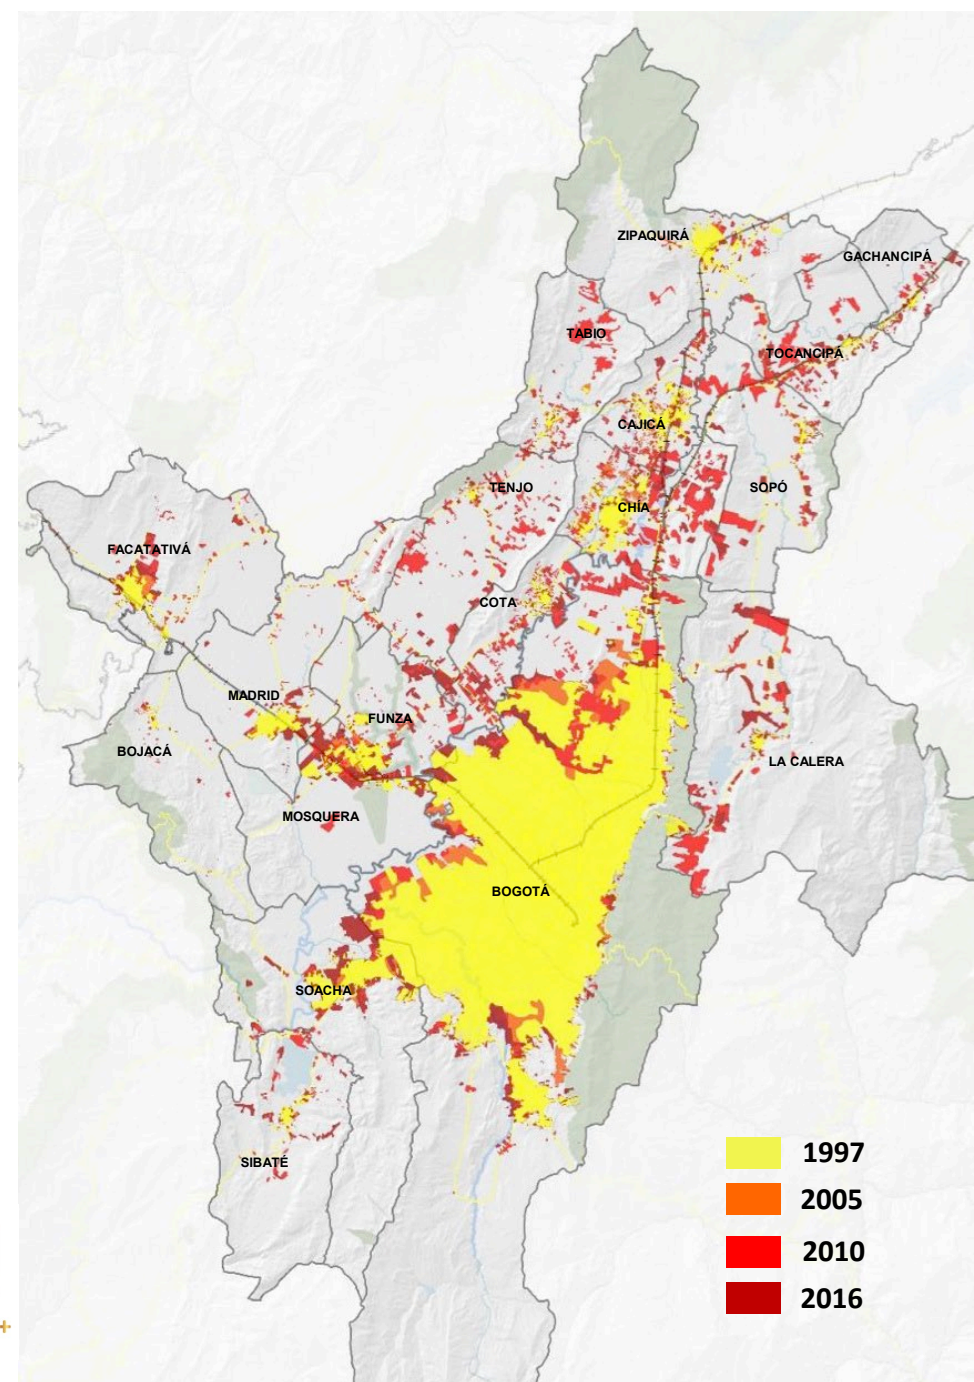 ZIPAQUIRÁ
GACHANCIPÁ
TABIO
TOCANCIPÁ
CAJICÁ
TENJO
SOPÓ
CHÍA
FACATATIVÁ
COTA
MADRID
FUNZA
BOJACÁ
LA CALERA
MOSQUERA
BOGOTÁ
SOACHA
SIBATÉ
1997
2005
2010
2016